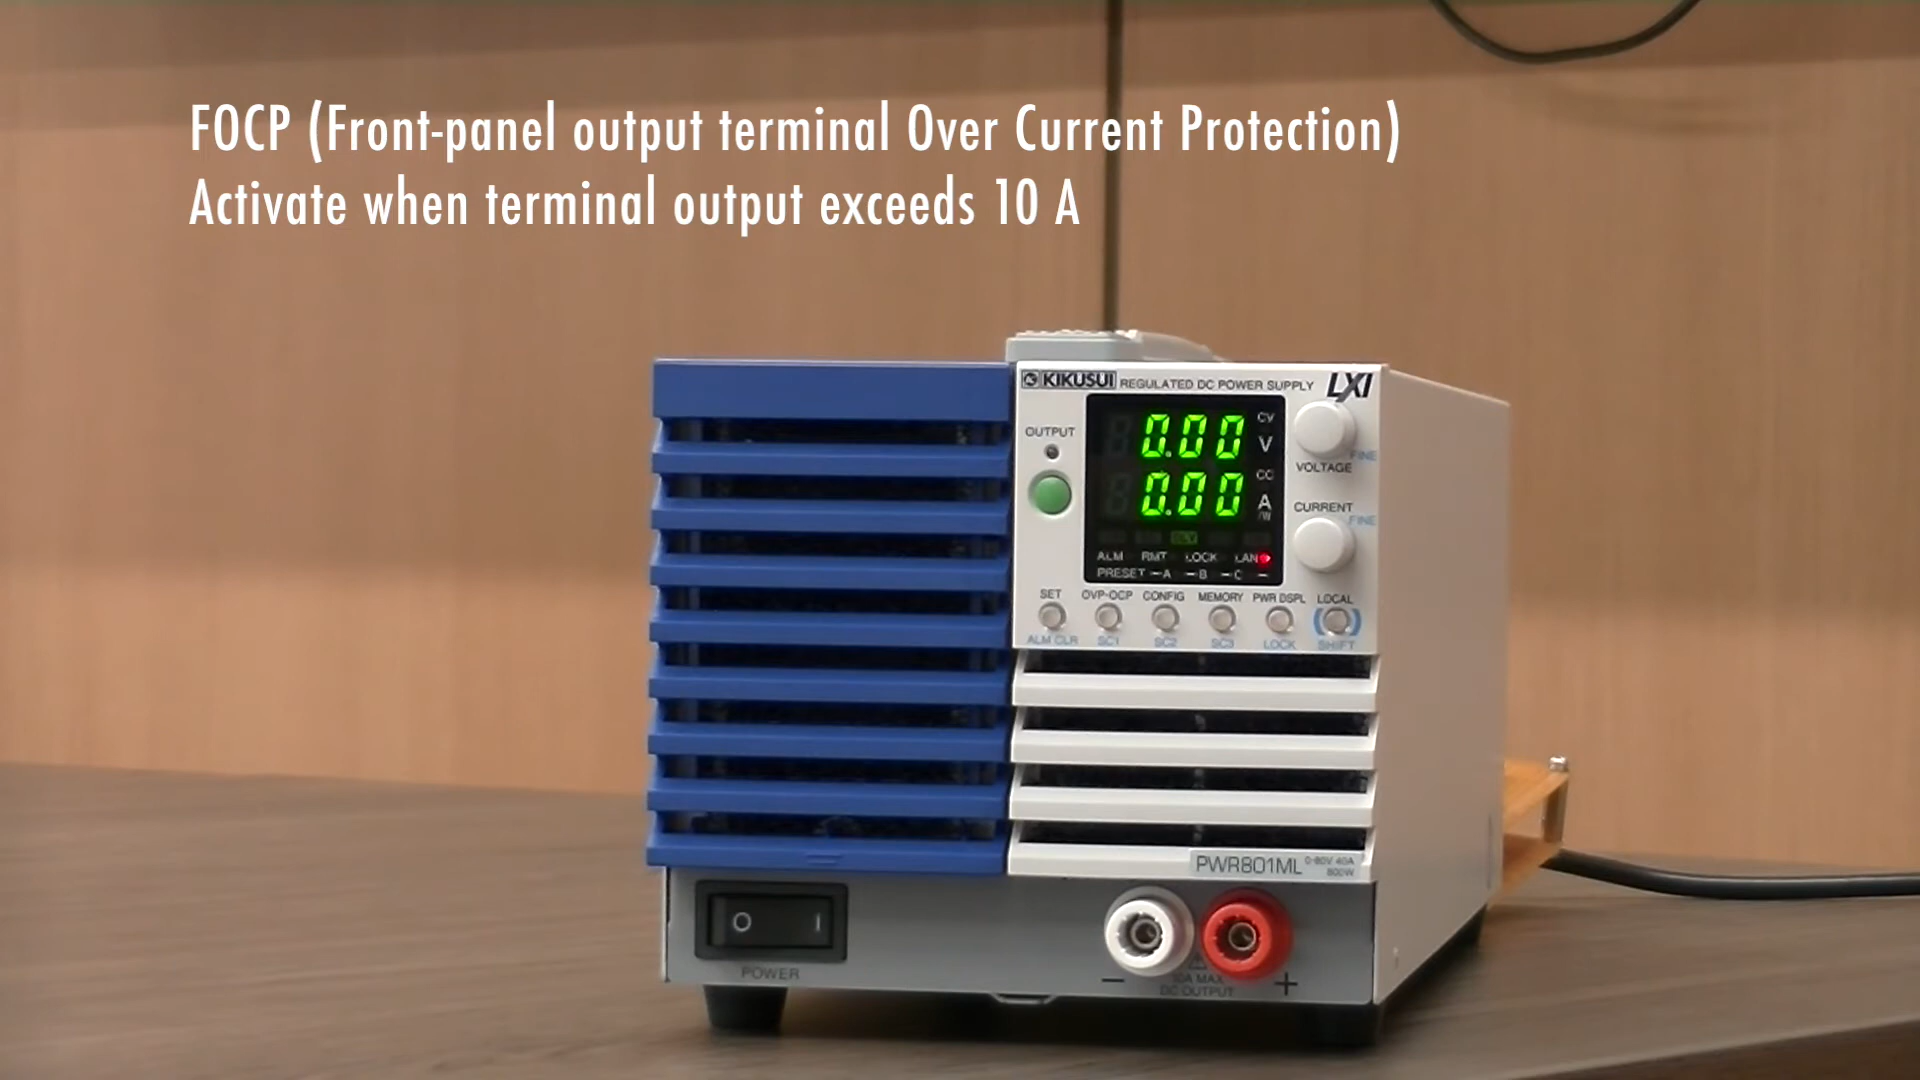 FOCP (Front-panel output terminal Over Current Protection)
Activate when terminal output exceeds 10 A
KIKUSUI REGULATED DC POWER SUPPLY LXI
OUTPUT
0.00 CV
V
0.00 CC
A
/W
VOLTAGE FINE
CURRENT FINE
ALM RMT LOCK LAN
PRESET A B C
SET OVP·OCP CONFIG MEMORY PWR DSPL LOCAL
ALM CLR SC1 SC2 SC3 LOCK SHIFT
PWR801ML 0-80V 40A
800W
O I
POWER
- +
10A MAX
DC OUTPUT